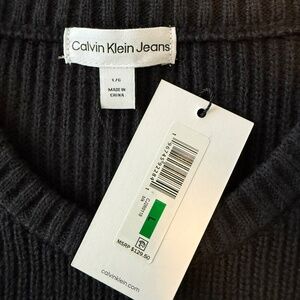 Calvin Klein Jeans
L/G
MADE IN
CHINA
L
MSRP $129.50
calvinklein.com